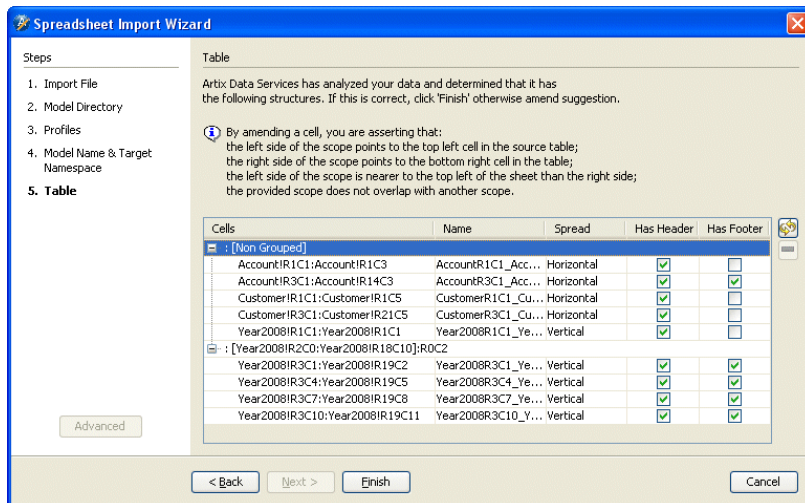 Spreadsheet Import Wizard
Steps
1. Import File
2. Model Directory
3. Profiles
4. Model Name & Target
Namespace
5. Table
Table
Artix Data Services has analyzed your data and determined that it has
the following structures. If this is correct, click 'Finish' otherwise amend suggestion.
By amending a cell, you are asserting that:
the left side of the scope points to the top left cell in the source table;
the right side of the scope points to the bottom right cell in the table;
the left side of the scope is nearer to the top left of the sheet than the right side;
the provided scope does not overlap with another scope.
Cells Name Spread Has Header Has Footer
: [Non Grouped]
Account!R1C1:Account!R1C3 AccountR1C1_Acc... Horizontal
Account!R3C1:Account!R14C3 AccountR3C1_Acc... Horizontal
Customer!R1C1:Customer!R1C5 CustomerR1C1_Cu... Horizontal
Customer!R3C1:Customer!R21C5 CustomerR3C1_Cu... Horizontal
Year2008!R1C1:Year2008!R1C1 Year2008R1C1_Ye... Vertical
: [Year2008!R2C0:Year2008!R18C10]:R0C2
Year2008!R3C1:Year2008!R19C2 Year2008R3C1_Ye... Vertical
Year2008!R3C4:Year2008!R19C5 Year2008R3C4_Ye... Vertical
Year2008!R3C7:Year2008!R19C8 Year2008R3C7_Ye... Vertical
Year2008!R3C10:Year2008!R19C11 Year2008R3C10_Y... Vertical
Advanced
< Back
Next >
Finish
Cancel